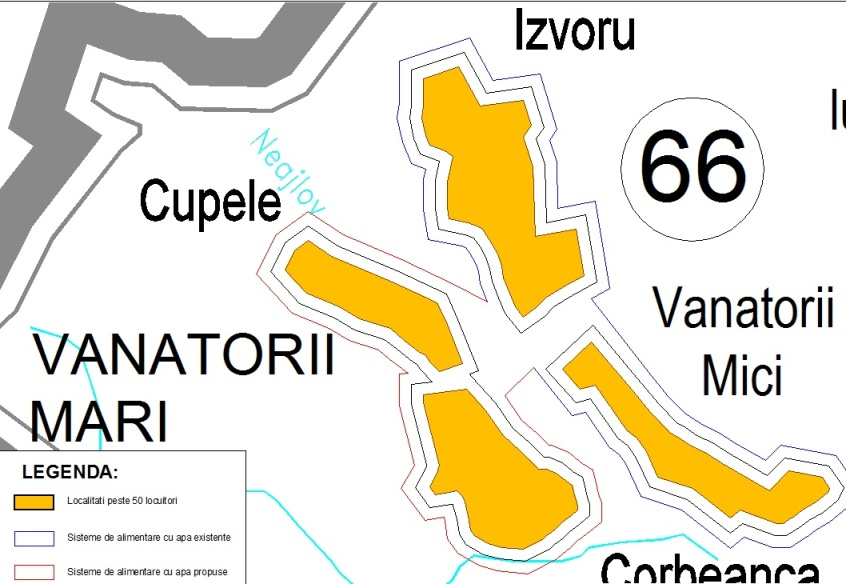 Izvoru
66
Neajlov
Cupele
Vanatorii
Mici
VANATORII
MARI
LEGENDA:
Localitati peste 50 locuitori
Sisteme de alimentare cu apa existente
Sisteme de alimentare cu apa propuse
Corbeanca